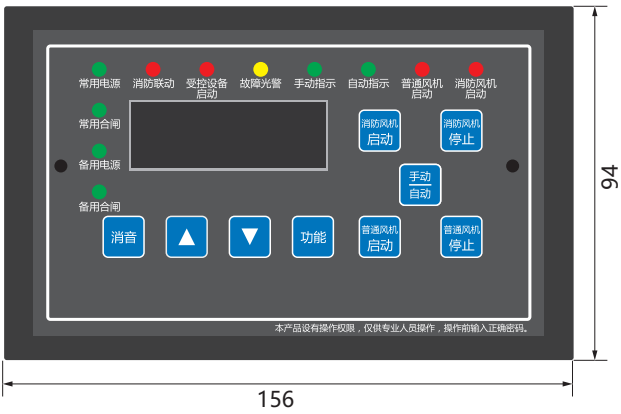 常用电源 消防联动 受控设备 故障光警 手动指示 自动指示 普通风机 消防风机
启动 启动 启动
常用合闸
消防风机 消防风机
启动 停止
备用电源
手动
自动
备用合闸
消音 功能
普通风机 普通风机
启动 停止
本产品设有操作权限，仅供专业人员操作，操作前输入正确密码。
94
156